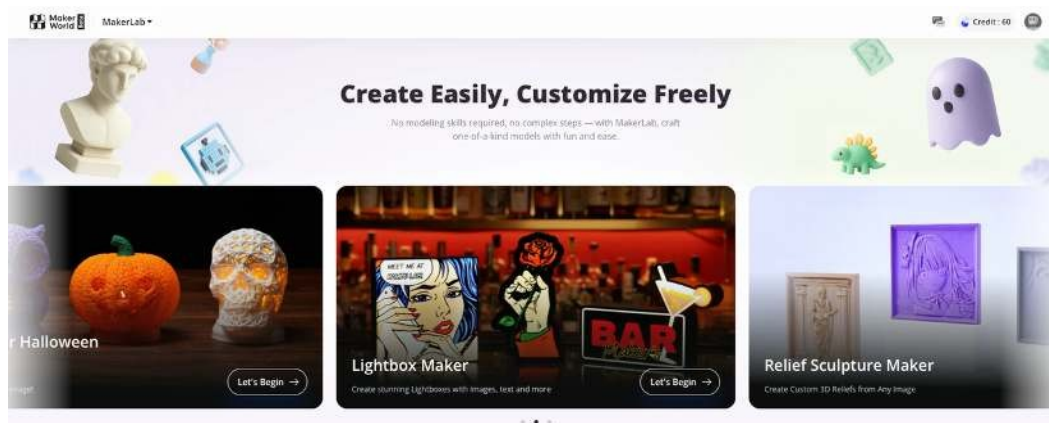 Maker
World
MakerLab
Credit : 60
Create Easily, Customize Freely
No modeling skills required, no complex steps — with MakerLab, craft
one-of-a-kind models with fun and ease.
MEET ME AT
BAR
r Halloween
Let's Begin →
Lightbox Maker
Create stunning Lightboxes with images, text and more
Let's Begin →
Relief Sculpture Maker
Create Custom 3D Reliefs from Any Image